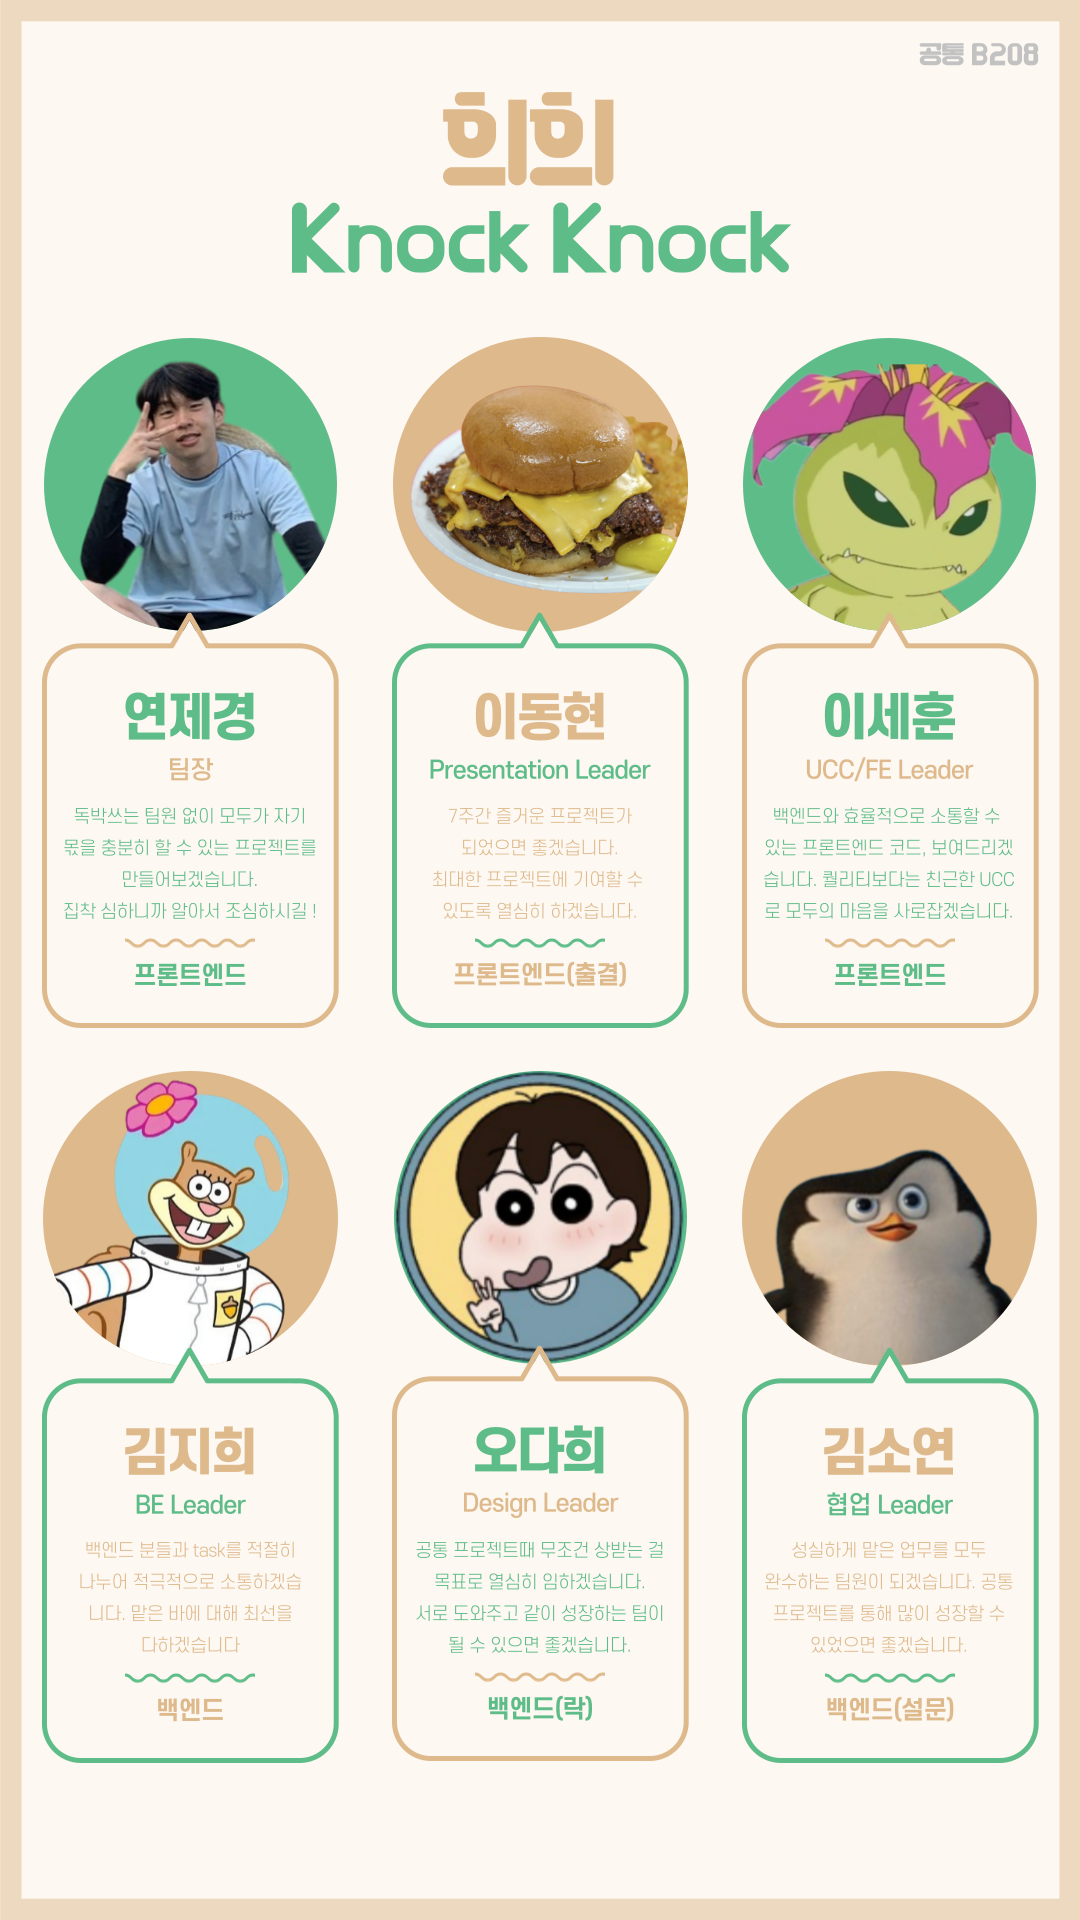 공통 B208
희희
Knock Knock
연제경
팀장
독박쓰는 팀원 없이 모두가 자기
몫을 충분히 할 수 있는 프로젝트를
만들어보겠습니다.
집착 심하니까 알아서 조심하시길 !
프론트엔드
이동현
Presentation Leader
7주간 즐거운 프로젝트가
되었으면 좋겠습니다.
최대한 프로젝트에 기여할 수
있도록 열심히 하겠습니다.
프론트엔드(출결)
이세훈
UCC/FE Leader
백엔드와 효율적으로 소통할 수
있는 프론트엔드 코드, 보여드리겠
습니다. 퀄리티보다는 친근한 UCC
로 모두의 마음을 사로잡겠습니다.
프론트엔드
김지희
BE Leader
백엔드 분들과 task를 적절히
나누어 적극적으로 소통하겠습
니다. 맡은 바에 대해 최선을
다하겠습니다
백엔드
오다희
Design Leader
공통 프로젝트때 무조건 상받는 걸
목표로 열심히 임하겠습니다.
서로 도와주고 같이 성장하는 팀이
될 수 있으면 좋겠습니다.
백엔드(락)
김소연
협업 Leader
성실하게 맡은 업무를 모두
완수하는 팀원이 되겠습니다. 공통
프로젝트를 통해 많이 성장할 수
있었으면 좋겠습니다.
백엔드(설문)